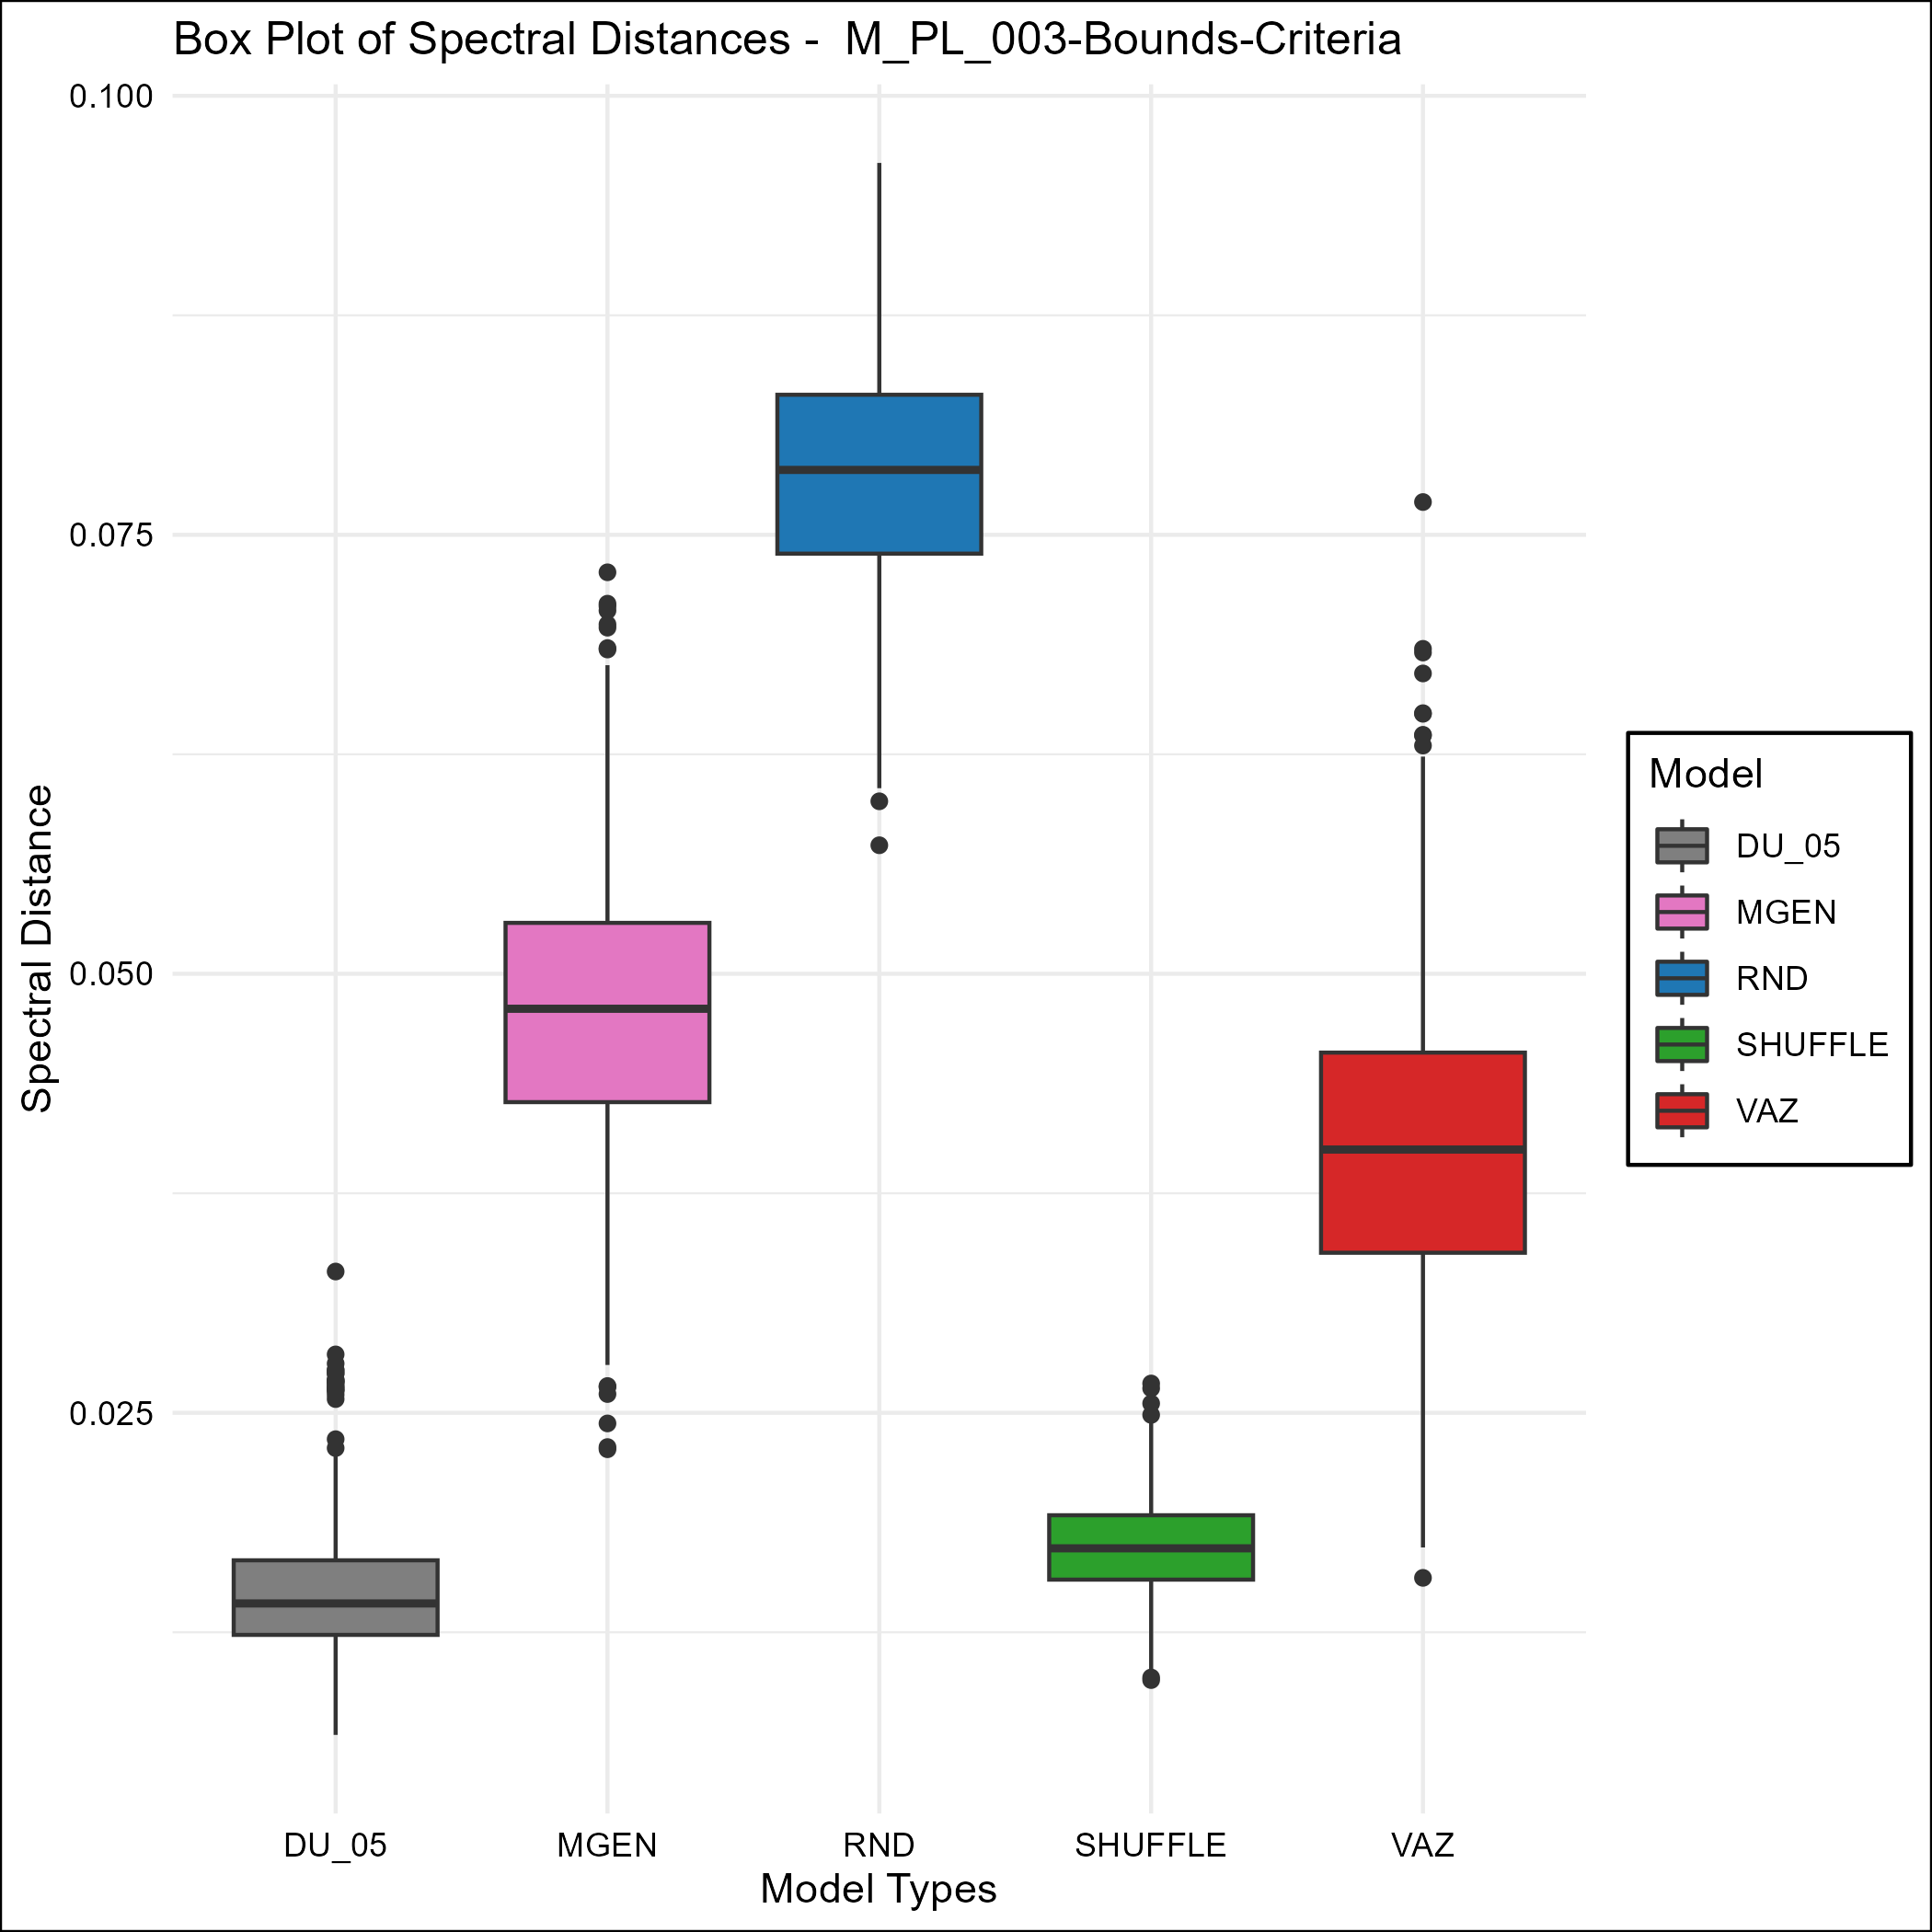 Box Plot of Spectral Distances -  M_PL_003-Bounds-Criteria
0.100
0.075
0.050
0.025
Spectral Distance
DU_05
MGEN
RND
SHUFFLE
VAZ
Model Types
Model
DU_05
MGEN
RND
SHUFFLE
VAZ